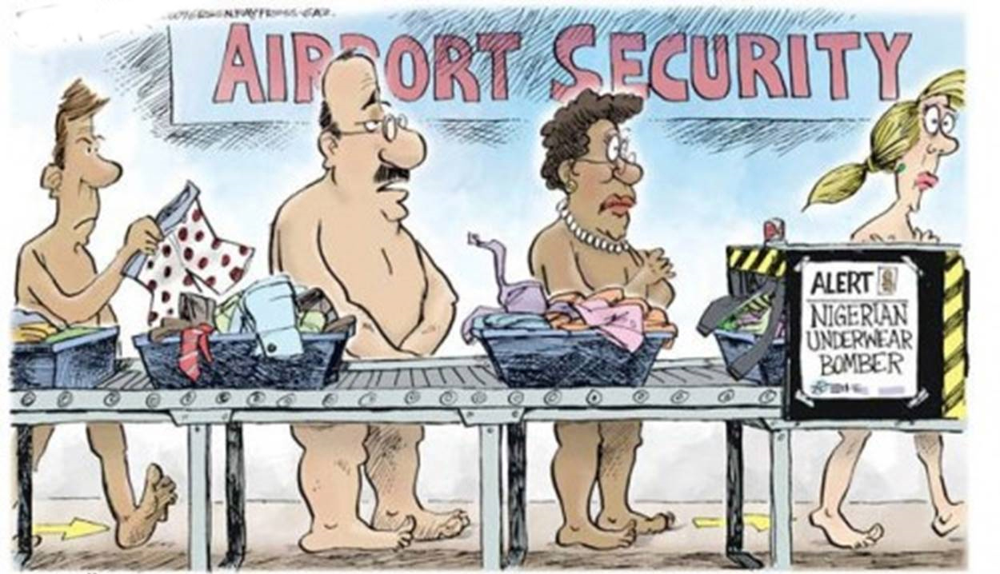 AIRPORT SECURITY
ALERT
NIGERIAN
UNDERWEAR
BOMBER